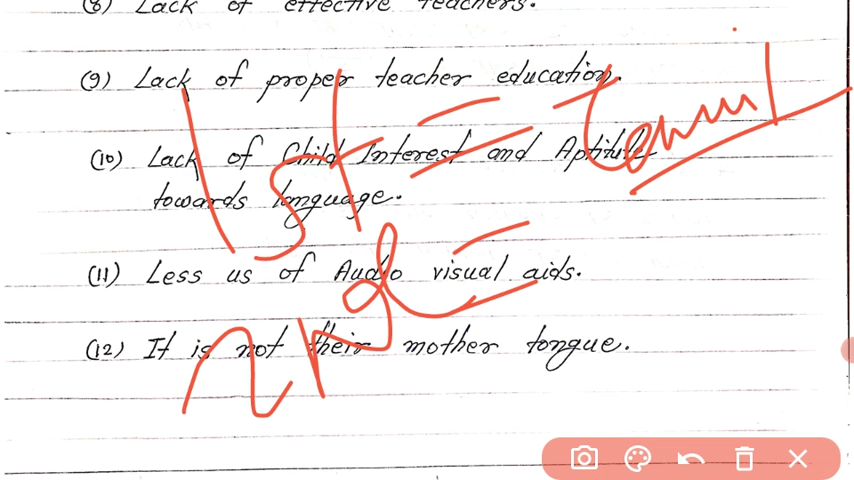 (8) Lack of effective teachers.
(9) Lack of proper teacher education.
(10) Lack of Child Interest and Aptitude
towards language.
(11) Less us of Audio visual aids.
(12) It is not their mother tongue.
1st =
2nd =